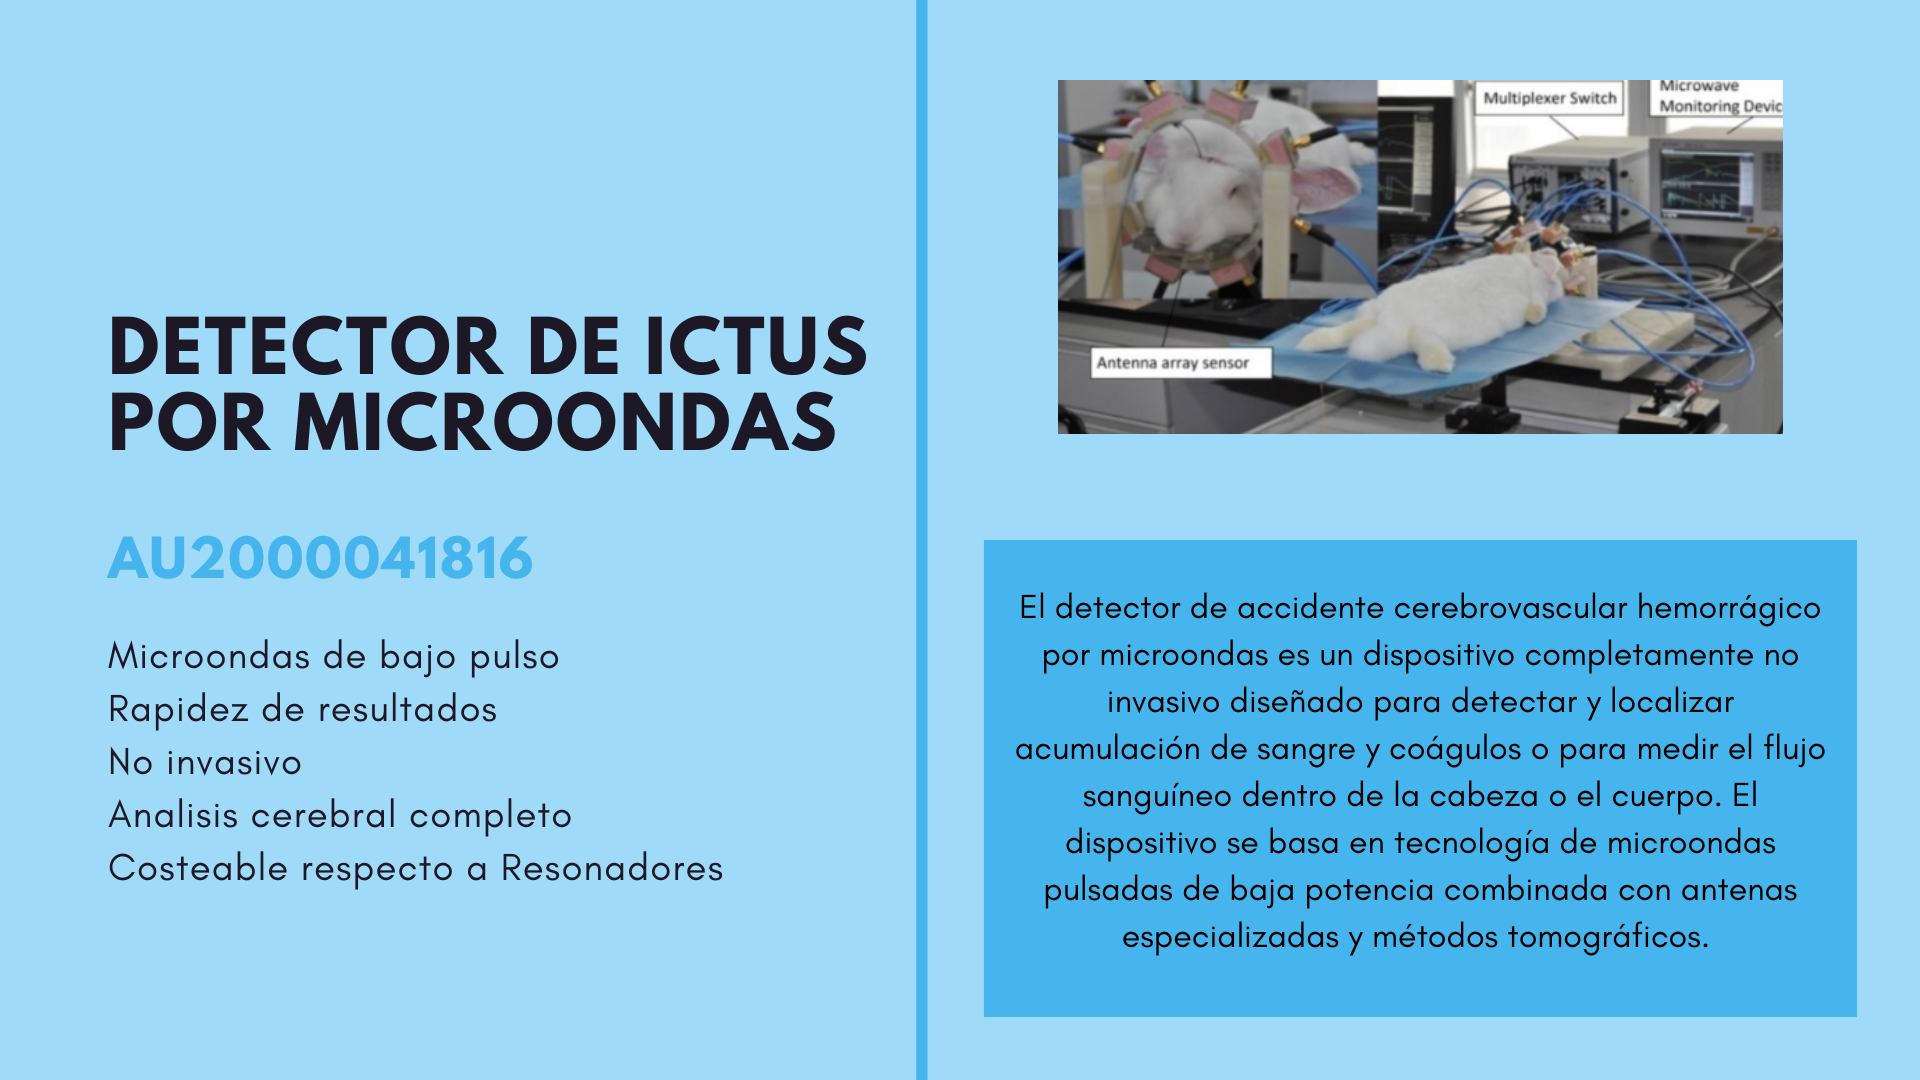 DETECTOR DE ICTUS
POR MICROONDAS
AU2000041816
Microondas de bajo pulso
Rapidez de resultados
No invasivo
Analisis cerebral completo
Costeable respecto a Resonadores
Multiplexer Switch
Microwave
Monitoring Devic
Antenna array sensor
El detector de accidente cerebrovascular hemorrágico
por microondas es un dispositivo completamente no
invasivo diseñado para detectar y localizar
acumulación de sangre y coágulos o para medir el flujo
sanguíneo dentro de la cabeza o el cuerpo. El
dispositivo se basa en tecnología de microondas
pulsadas de baja potencia combinada con antenas
especializadas y métodos tomográficos.